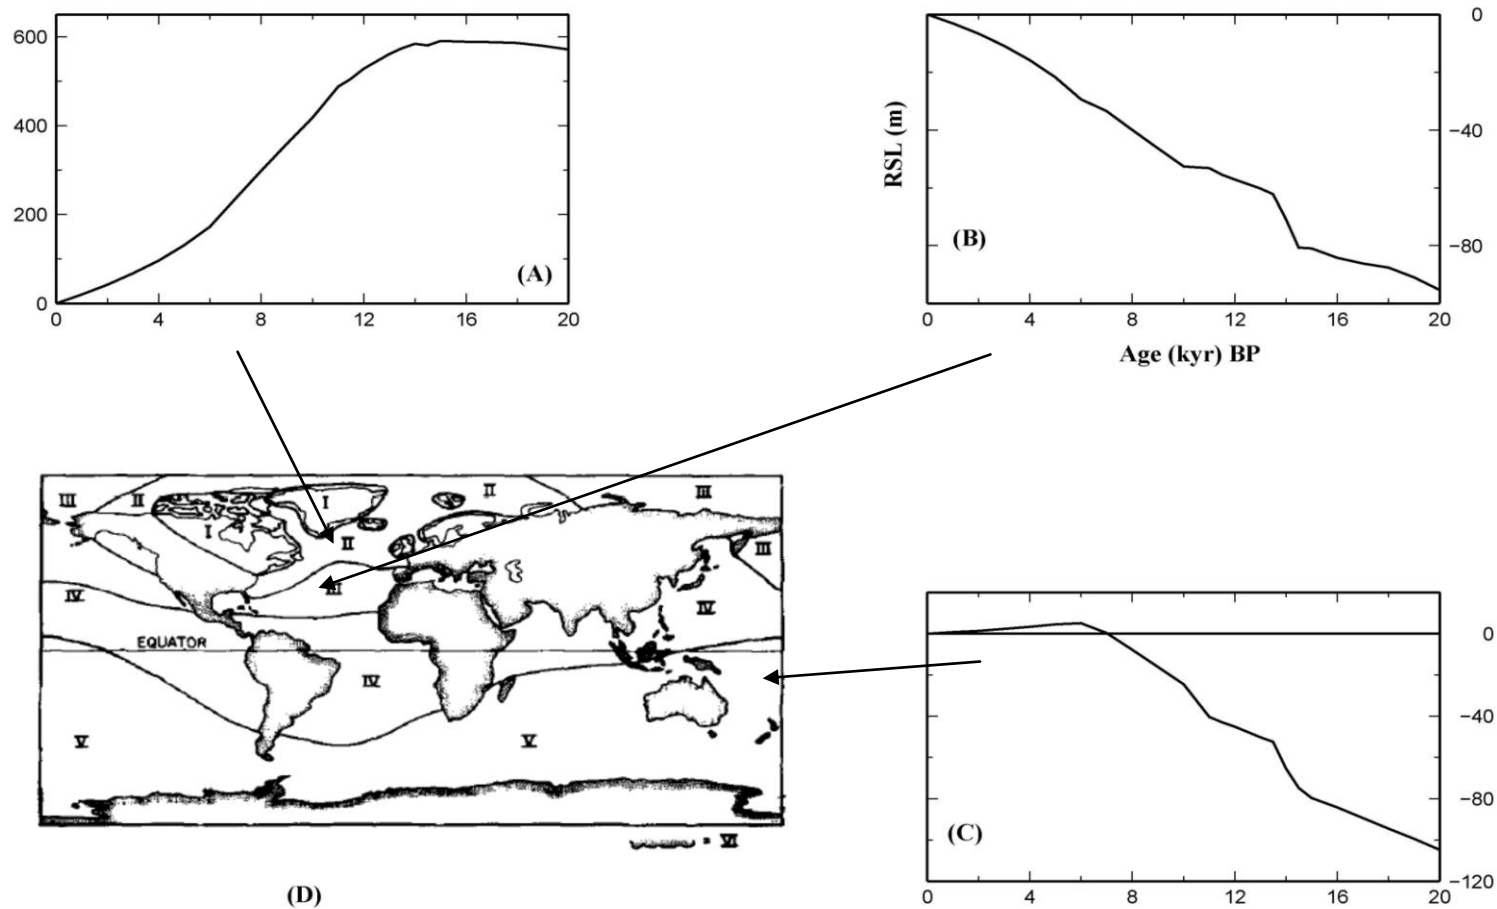 600
400
200
0
(A)
0 4 8 12 16 20
0
−40
−80
RSL (m)
(B)
0 4 8 12 16 20
Age (kyr) BP
III II I II III
I II III
IV III IV
EQUATOR
IV
V V
= VI
(D)
0
−40
−80
−120
(C)
0 4 8 12 16 20